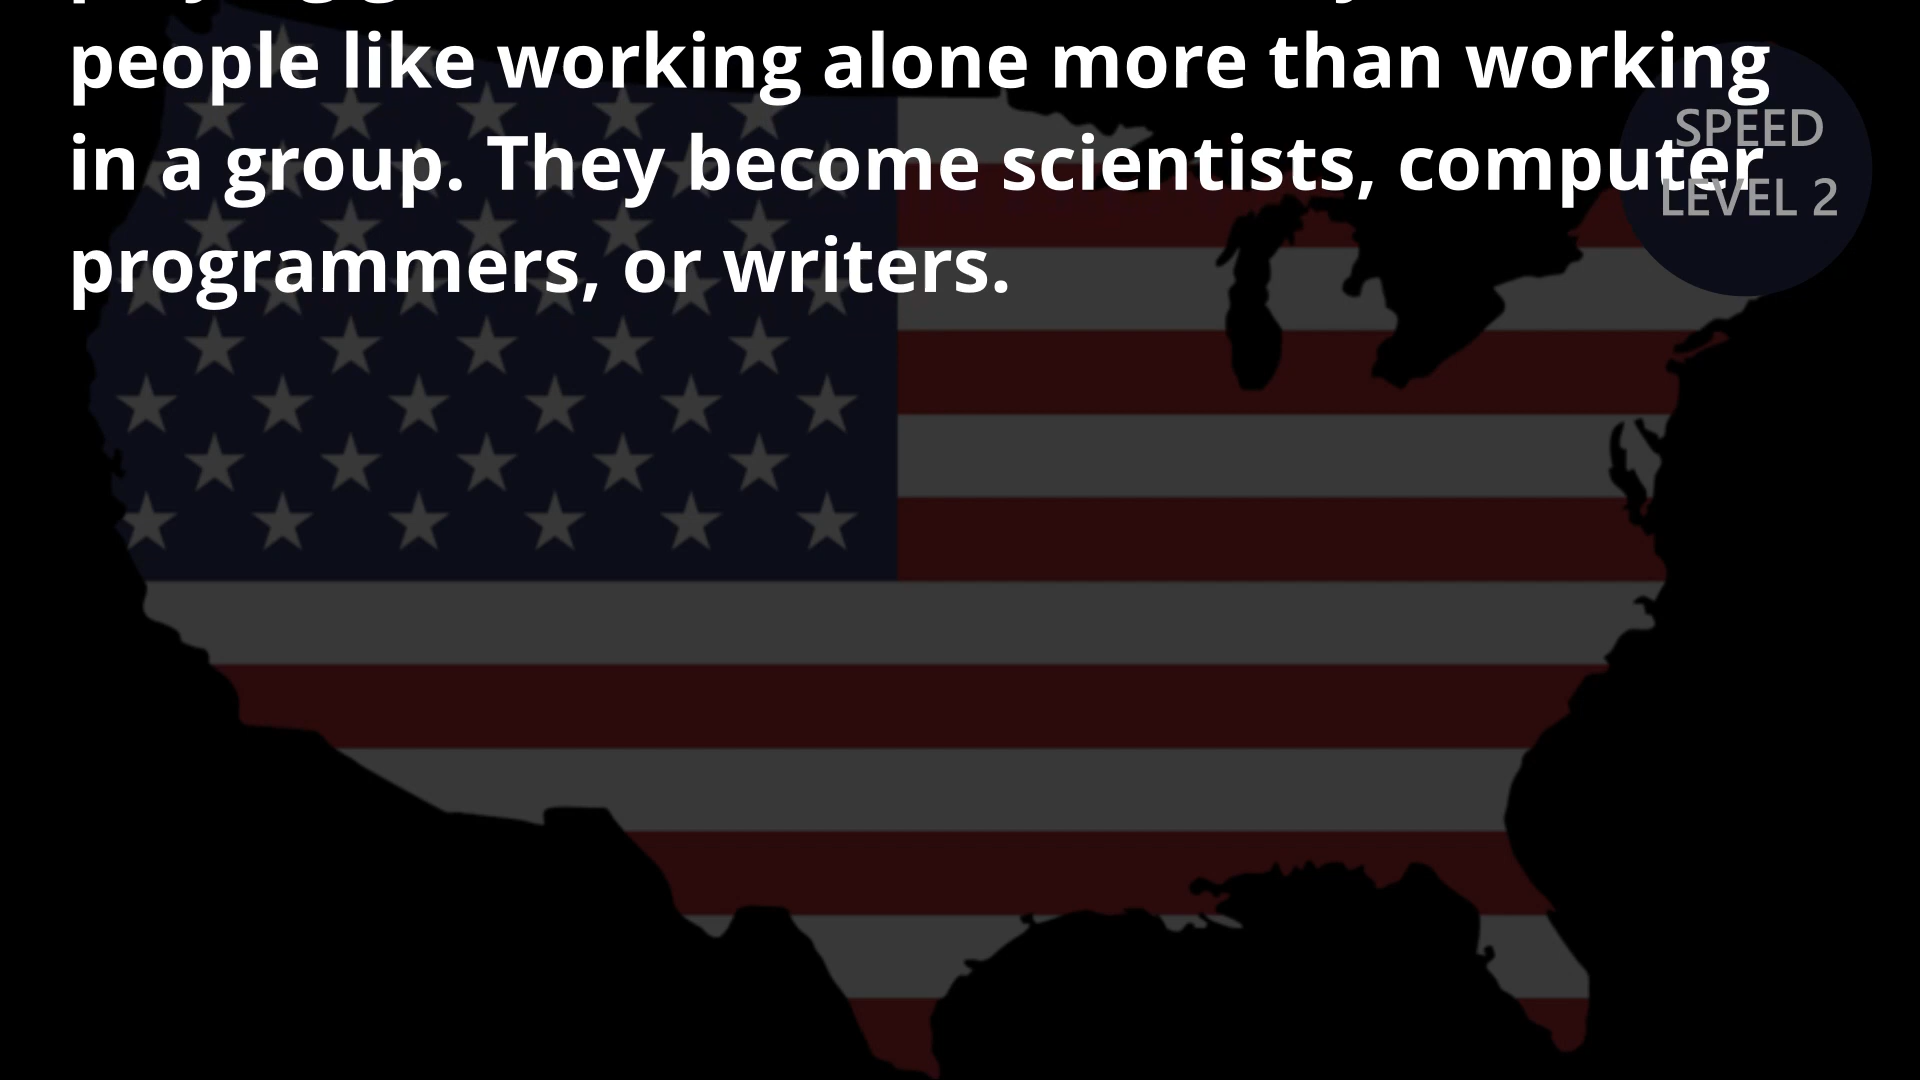 people like working alone more than working
in a group. They become scientists, computer
programmers, or writers.
SPEED
LEVEL 2